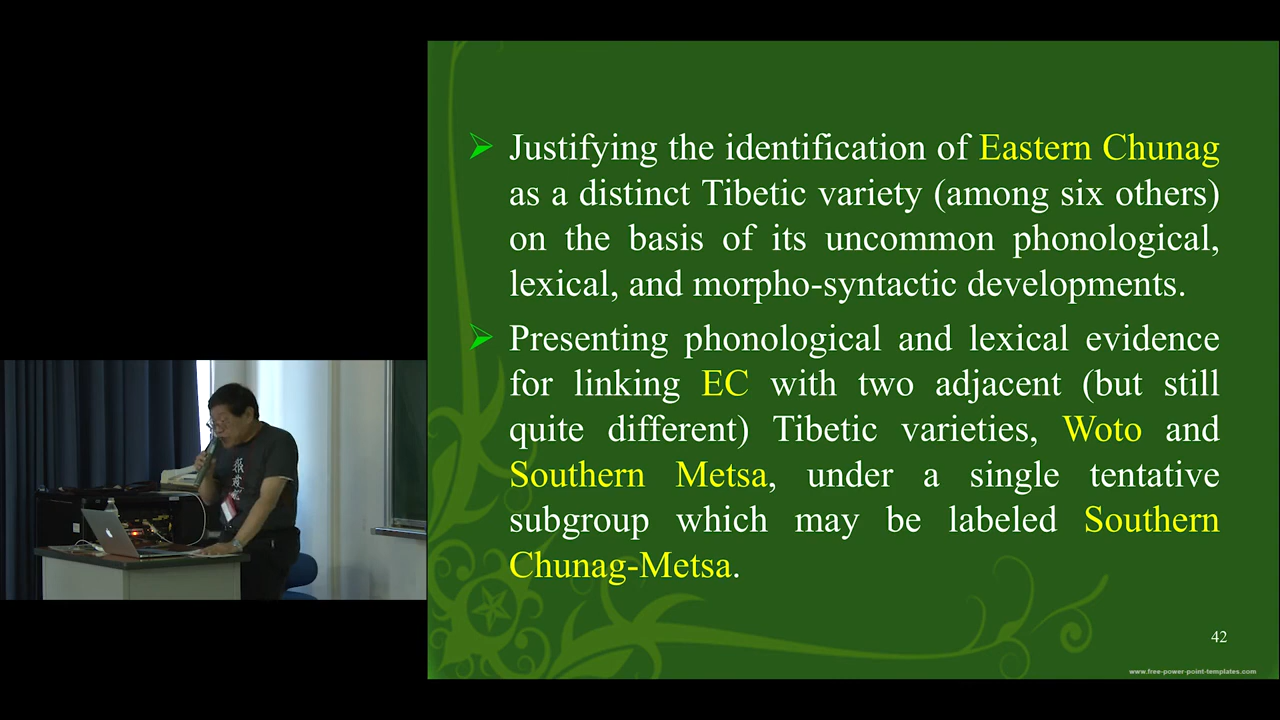 Justifying the identification of Eastern Chunag
as a distinct Tibetic variety (among six others)
on the basis of its uncommon phonological,
lexical, and morpho-syntactic developments.
Presenting phonological and lexical evidence
for linking EC with two adjacent (but still
quite different) Tibetic varieties, Woto and
Southern Metsa, under a single tentative
subgroup which may be labeled Southern
Chunag-Metsa.
42
www.free-power-point-templates.com